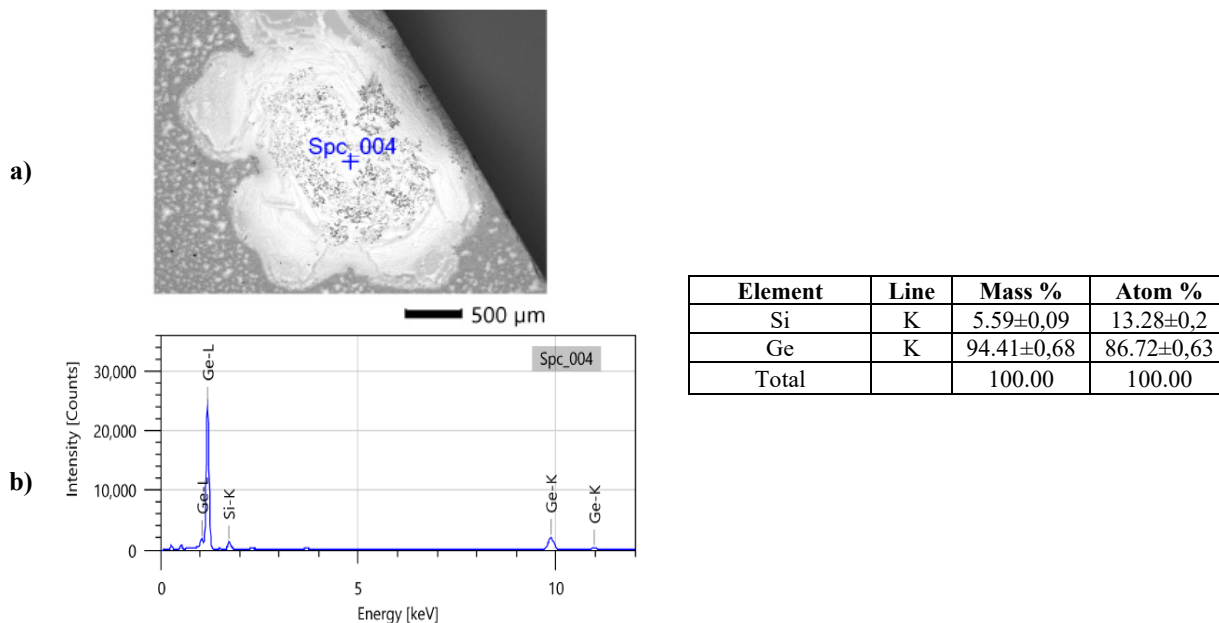 a)
Spc_004
500 µm
b)
Intensity [Counts]
30,000
20,000
10,000
0
Ge-L
Ge-L
Si-K
Ge-K
Ge-K
Spc_004
0
5
10
Energy [keV]
Element Line Mass % Atom %
Si K 5.59±0,09 13.28±0,2
Ge K 94.41±0,68 86.72±0,63
Total 100.00 100.00